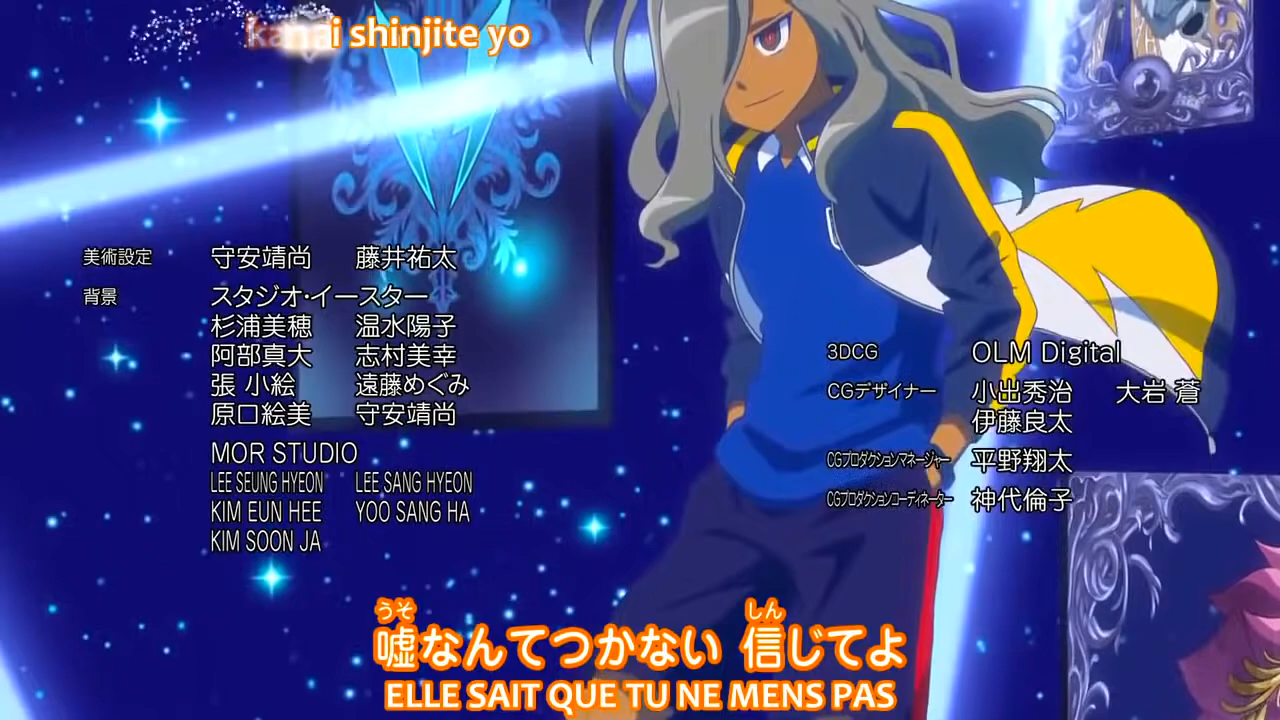 kanai shinjite yo
美術設定 守安靖尚 藤井祐太
背景 スタジオ・イースター
杉浦美穂 温水陽子
阿部真大 志村美幸
張 小絵 遠藤めぐみ
原口絵美 守安靖尚
MOR STUDIO
LEE SEUNG HYEON LEE SANG HYEON
KIM EUN HEE YOO SANG HA
KIM SOON JA
3DCG OLM Digital
CGデザイナー 小出秀治 大岩 蒼
伊藤良太
CGプロダクションマネージャー 平野翔太
CGプロダクションコーディネーター 神代倫子
うそ しん
嘘なんてつかない 信じてよ
ELLE SAIT QUE TU NE MENS PAS